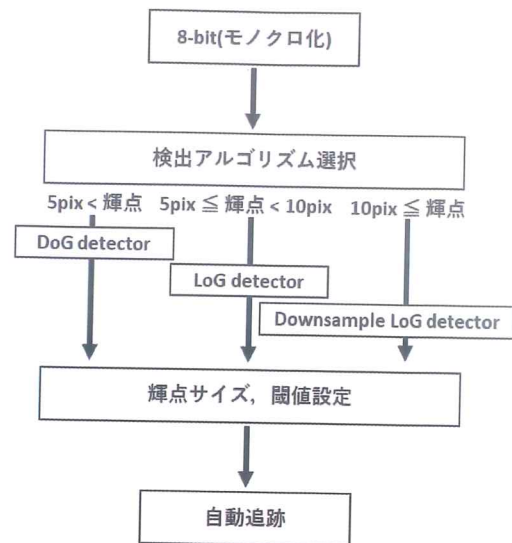 8-bit(モノクロ化)
検出アルゴリズム選択
5pix < 輝点 5pix ≦ 輝点 < 10pix 10pix ≦ 輝点
DoG detector
LoG detector
Downsample LoG detector
輝点サイズ，閾値設定
自動追跡